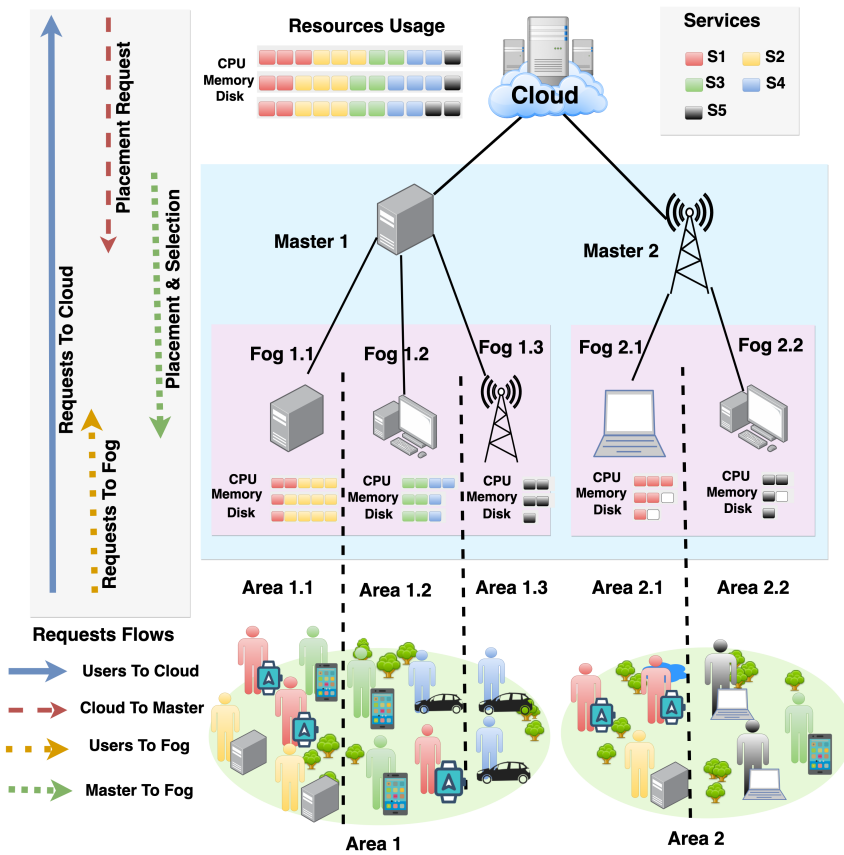 Resources Usage
CPU
Memory
Disk
Cloud
Services
S1
S2
S3
S4
S5
Placement Request
Placement & Selection
Requests To Cloud
Requests To Fog
Master 1
Master 2
Fog 1.1
Fog 1.2
Fog 1.3
Fog 2.1
Fog 2.2
CPU
Memory
Disk
CPU
Memory
Disk
CPU
Memory
Disk
CPU
Memory
Disk
CPU
Memory
Disk
Area 1.1
Area 1.2
Area 1.3
Area 2.1
Area 2.2
Requests Flows
Users To Cloud
Cloud To Master
Users To Fog
Master To Fog
Area 1
Area 2